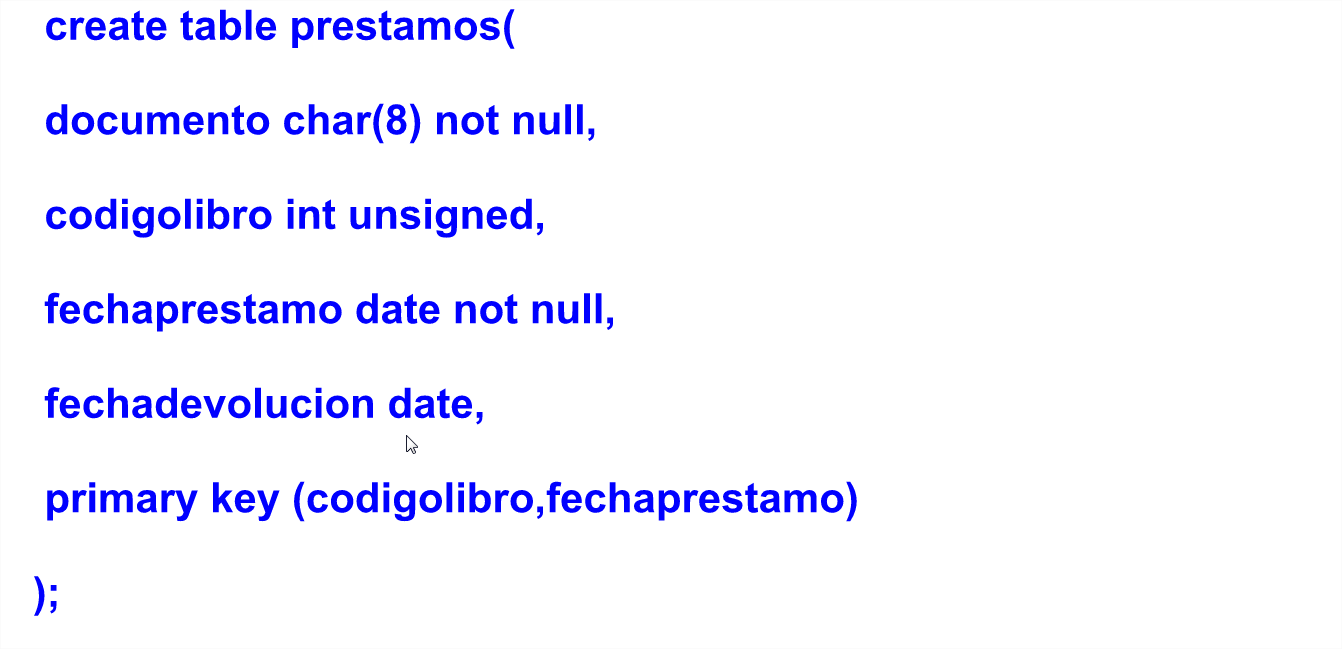 create table prestamos(
documento char(8) not null,
codigolibro int unsigned,
fechaprestamo date not null,
fechadevolucion date,
primary key (codigolibro,fechaprestamo)
);